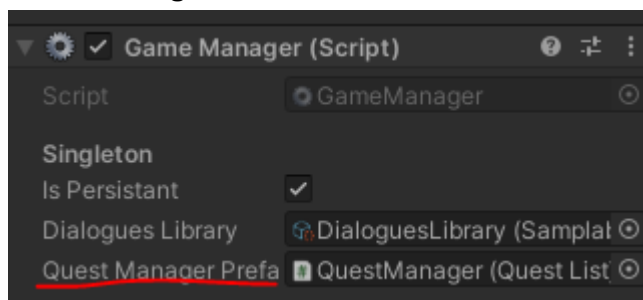 Game Manager (Script)
Script GameManager
Singleton
Is Persistant
Dialogues Library DialoguesLibrary (Samplal
Quest Manager Prefa QuestManager (Quest List